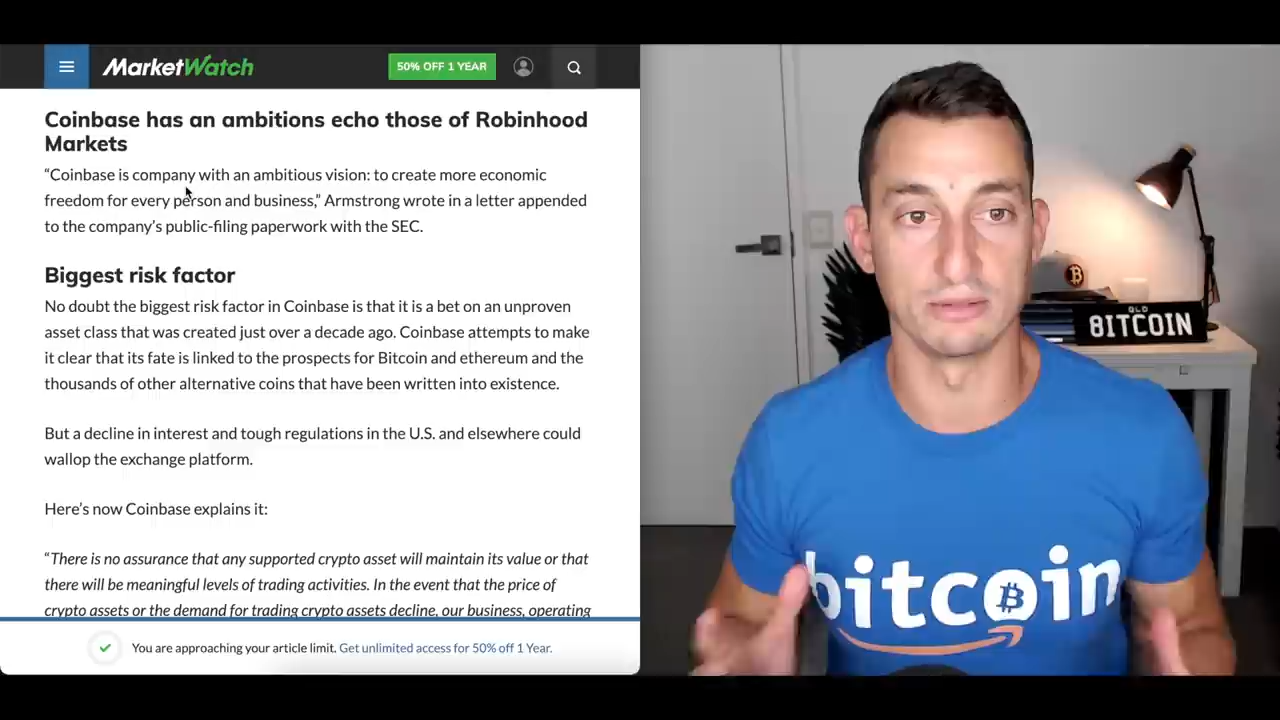 MarketWatch
50% OFF 1 YEAR
Coinbase has an ambitions echo those of Robinhood
Markets
“Coinbase is company with an ambitious vision: to create more economic
freedom for every person and business,” Armstrong wrote in a letter appended
to the company’s public-filing paperwork with the SEC.
Biggest risk factor
No doubt the biggest risk factor in Coinbase is that it is a bet on an unproven
asset class that was created just over a decade ago. Coinbase attempts to make
it clear that its fate is linked to the prospects for Bitcoin and ethereum and the
thousands of other alternative coins that have been written into existence.
But a decline in interest and tough regulations in the U.S. and elsewhere could
wallop the exchange platform.
Here’s now Coinbase explains it:
“There is no assurance that any supported crypto asset will maintain its value or that
there will be meaningful levels of trading activities. In the event that the price of
crypto assets or the demand for trading crypto assets decline, our business, operating
You are approaching your article limit. Get unlimited access for 50% off 1 Year.
QLD
8ITCOIN
bitcoin